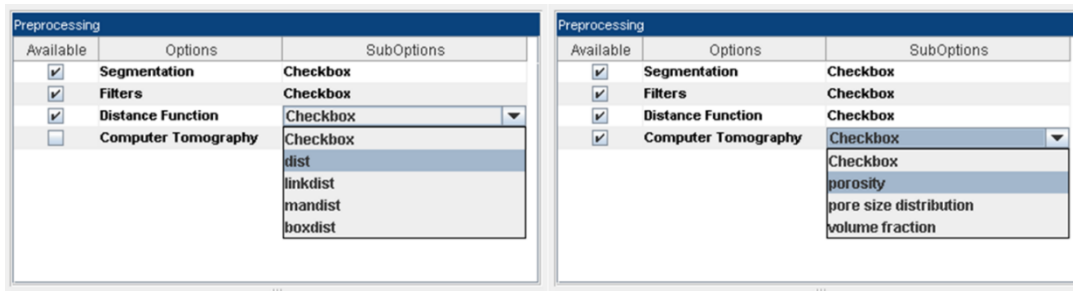 Preprocessing
Available Options SubOptions
Segmentation Checkbox
Filters Checkbox
Distance Function Checkbox
Computer Tomography Checkbox
dist
linkdist
mandist
boxdist
Preprocessing
Available Options SubOptions
Segmentation Checkbox
Filters Checkbox
Distance Function Checkbox
Computer Tomography Checkbox
Checkbox
porosity
pore size distribution
volume fraction